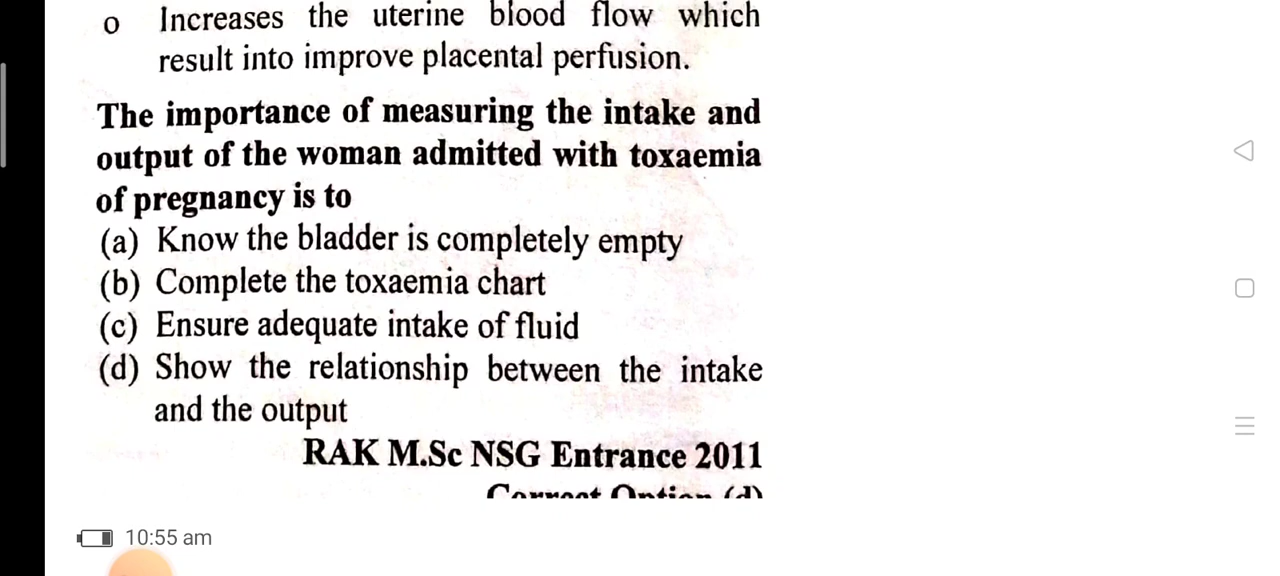 o Increases the uterine blood flow which
result into improve placental perfusion.
The importance of measuring the intake and
output of the woman admitted with toxaemia
of pregnancy is to
(a) Know the bladder is completely empty
(b) Complete the toxaemia chart
(c) Ensure adequate intake of fluid
(d) Show the relationship between the intake
and the output
RAK M.Sc NSG Entrance 2011
Correct Option (d)
10:55 am